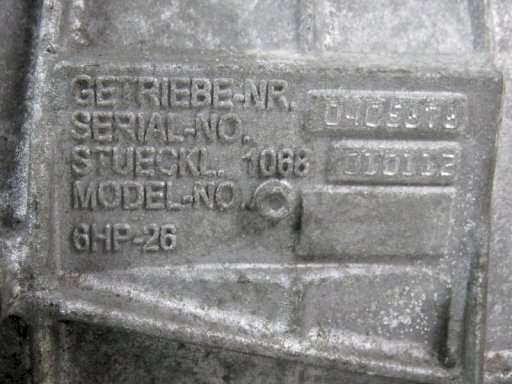 GETRIEBE-NR.
SERIAL-NO.
STUECKL. 1068
MODEL-NO.
6HP-26